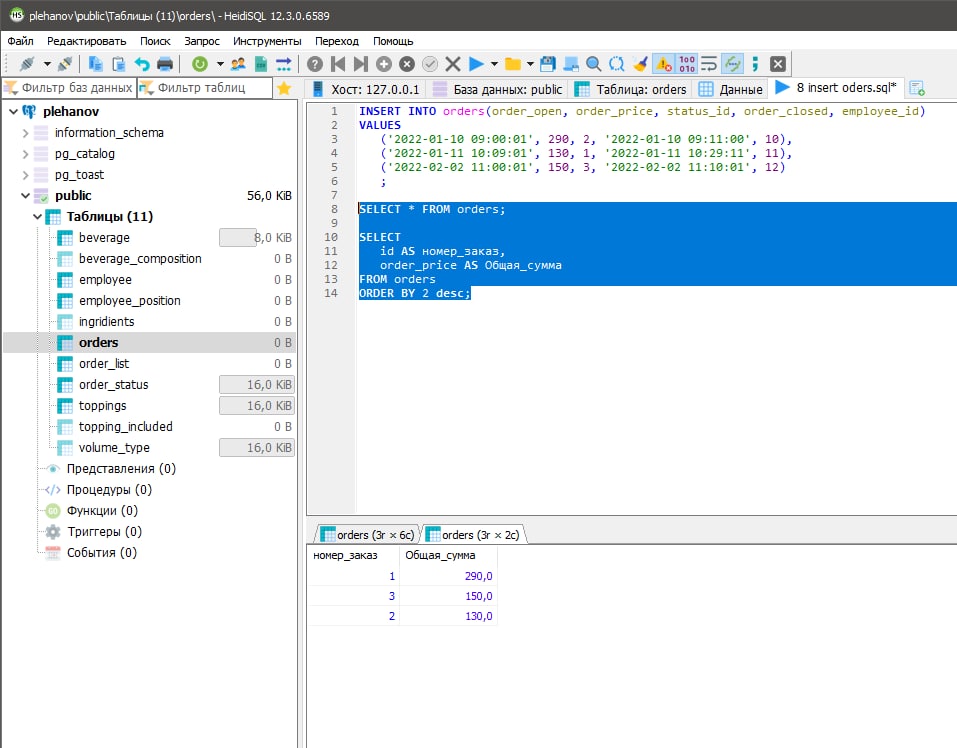 plehanov\public\Таблицы (11)\orders\ - HeidiSQL 12.3.0.6589
Файл Редактировать Поиск Запрос Инструменты Переход Помощь
Фильтр баз данных Фильтр таблиц
plehanov
information_schema
pg_catalog
pg_toast
public 56,0 KiB
Таблицы (11)
beverage 8,0 KiB
beverage_composition 0 B
employee 0 B
employee_position 0 B
ingridients 0 B
orders 0 B
order_list 0 B
order_status 16,0 KiB
toppings 16,0 KiB
topping_included 0 B
volume_type 16,0 KiB
Представления (0)
Процедуры (0)
Функции (0)
Триггеры (0)
События (0)
Хост: 127.0.0.1 База данных: public Таблица: orders Данные 8 insert oders.sql*
1 INSERT INTO orders(order_open, order_price, status_id, order_closed, employee_id)
2 VALUES
3 ('2022-01-10 09:00:01', 290, 2, '2022-01-10 09:11:00', 10),
4 ('2022-01-11 10:09:01', 130, 1, '2022-01-11 10:29:11', 11),
5 ('2022-02-02 11:00:01', 150, 3, '2022-02-02 11:10:01', 12)
6 ;
7
8 SELECT * FROM orders;
9
10 SELECT
11 id AS номер_заказ,
12 order_price AS Общая_сумма
13 FROM orders
14 ORDER BY 2 desc;
orders (3r × 6c) orders (3r × 2c)
номер_заказ Общая_сумма
1 290,0
3 150,0
2 130,0